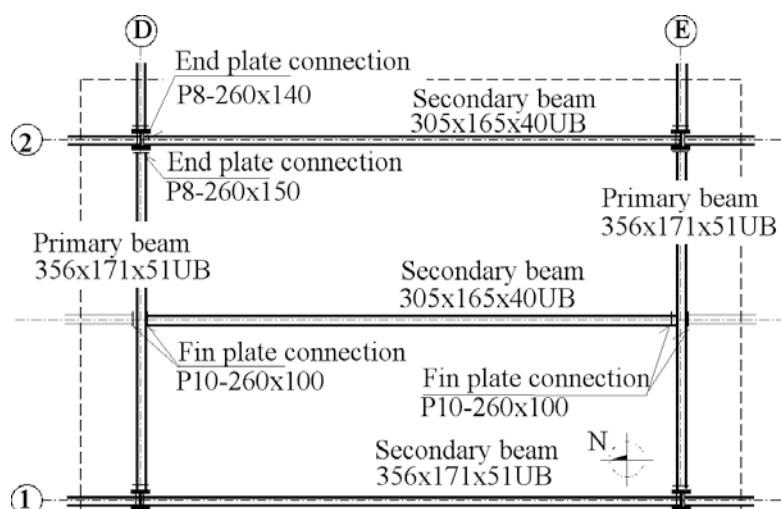 D
E
End plate connection
P8-260x140
Secondary beam
305x165x40UB
2
End plate connection
P8-260x150
Primary beam
356x171x51UB
Primary beam
356x171x51UB
Secondary beam
305x165x40UB
Fin plate connection
P10-260x100
Fin plate connection
P10-260x100
Secondary beam
356x171x51UB
N
1